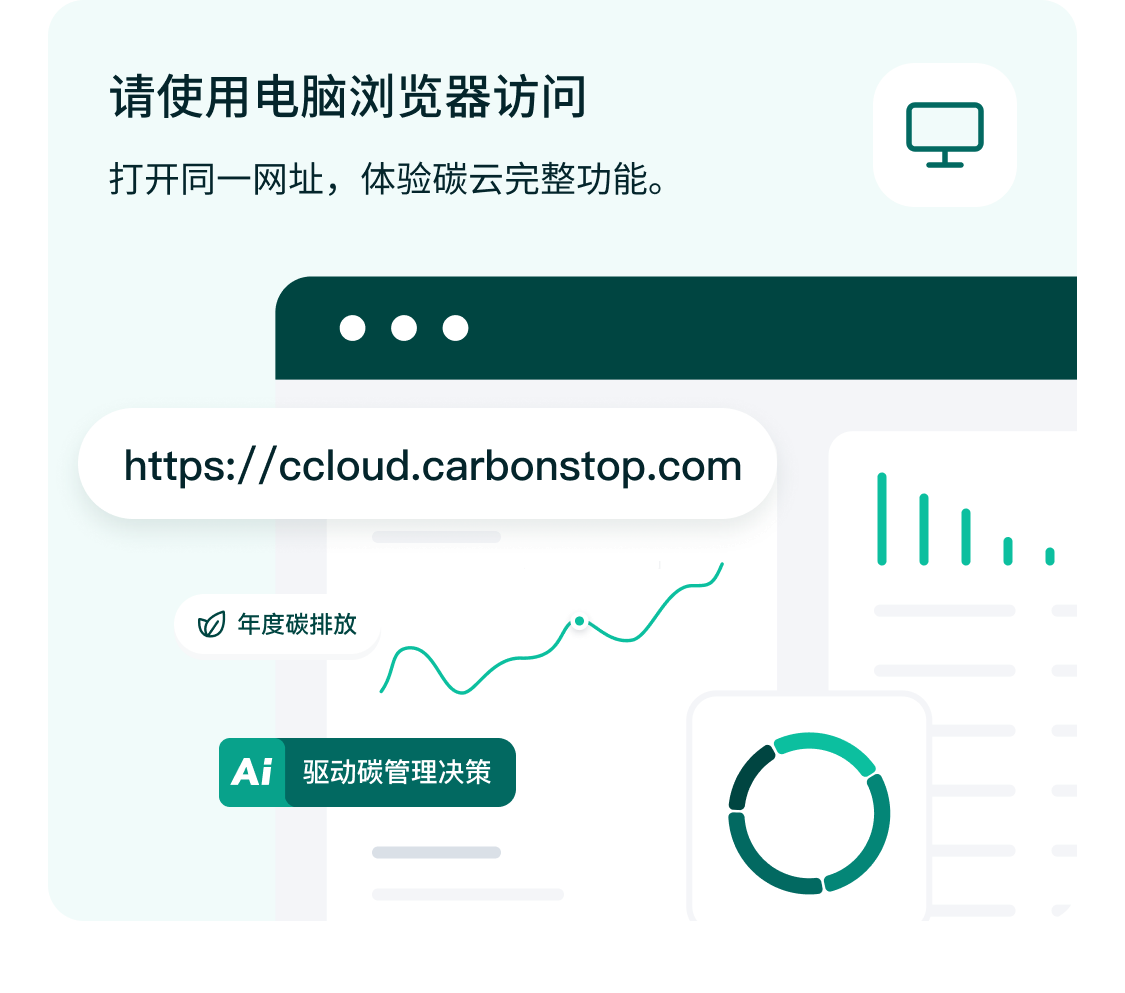 请使用电脑浏览器访问
打开同一网址，体验碳云完整功能。
https://ccloud.carbonstop.com
年度碳排放
Ai 驱动碳管理决策